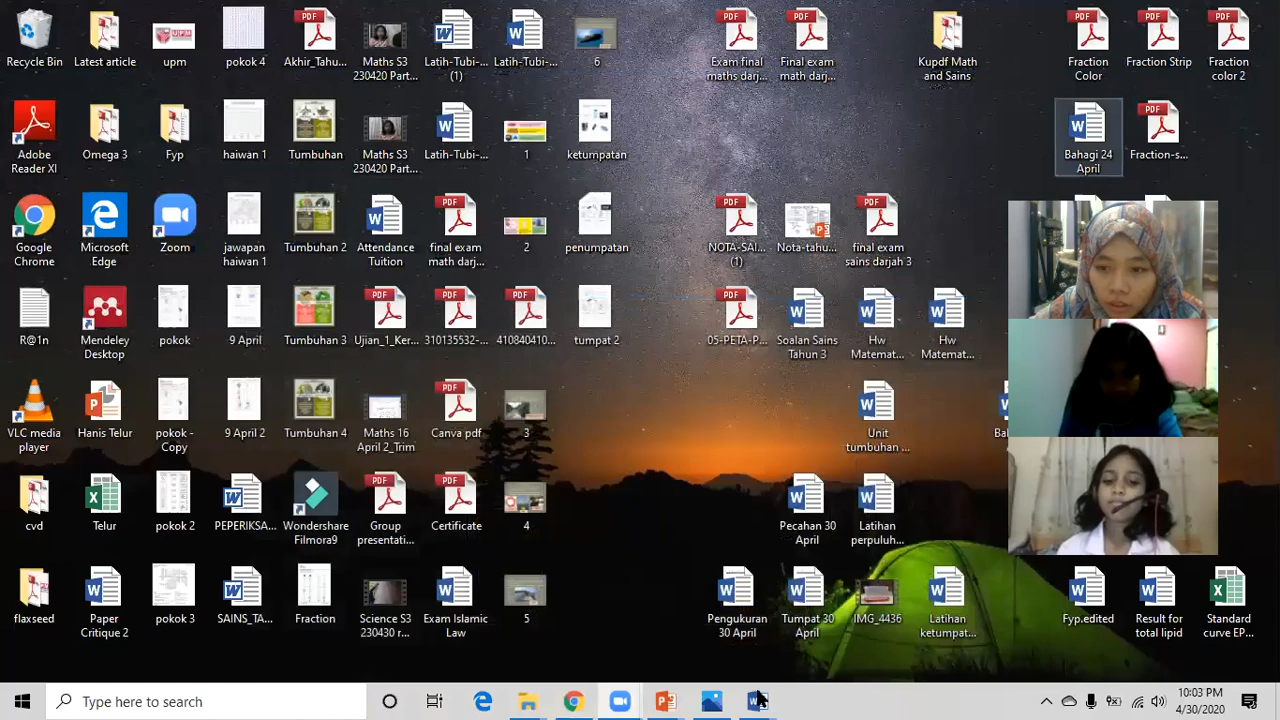 Recycle Bin
Latest article
upm
pokok 4
Akhir_Tahu...
Maths S3
230420 Part...
Latih-Tubi-...
(1)
Latih-Tubi-...
6
Exam final
maths darj...
Final exam
math darj...
Kupdf Math
and Sains
Fraction
Color
Fraction Strip
Fraction
color 2
Adobe
Reader XI
Omega 3
Fyp
haiwan 1
Tumbuhan
Maths S3
230420 Part...
Latih-Tubi-...
1
ketumpatan
Bahagi 24
April
Fraction-s...
Google
Chrome
Microsoft
Edge
Zoom
jawapan
haiwan 1
Tumbuhan 2
Attendance
Tuition
final exam
math darj...
2
penumpatan
NOTA-SAI...
(1)
Nota-tahu...
final exam
sains darjah 3
R@1n
Mendeley
Desktop
pokok
9 April
Tumbuhan 3
Ujian_1_Ker...
310135532-...
410840410...
tumpat 2
05-PETA-P...
Soalan Sains
Tahun 3
Hw
Matemat...
Hw
Matemat...
VLC media
player
Hanis Telur
pokok -
Copy
9 April 2
Tumbuhan 4
Maths 16
April 2_Trim
Canva pdf
3
Unit
tumbuhan ...
cvd
Telur
pokok 2
PEPERIKSA...
Wondershare
Filmora9
Group
presentati...
Certificate
4
Pecahan 30
April
Latihan
perpuluh...
flaxseed
Paper
Critique 2
pokok 3
SAINS_TA...
Fraction
Science S3
230430 r...
Exam Islamic
Law
5
Pengukuran
30 April
Tumpat 30
April
IMG_4436
Latihan
ketumpat...
Fyp.edited
Result for
total lipid
Standard
curve EP...
Type here to search
10:03 PM
4/30/2020